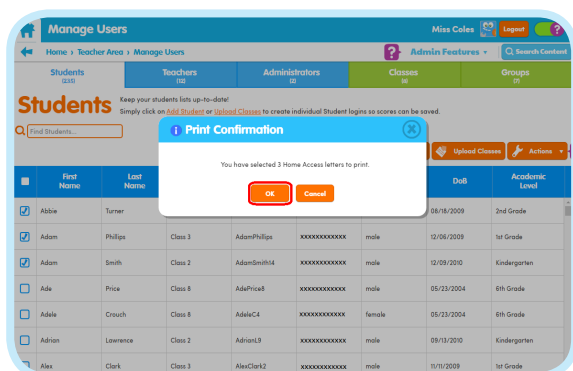 Manage Users
Miss Coles
Logout
?
Home › Teacher Area › Manage Users
?
Admin Features
Search Content
Students
(235)
Teachers
(12)
Administrators
(2)
Classes
Groups
(7)
Students
Keep your students lists up-to-date!
Simply click on Add Student or Upload Classes to create individual Student logins so scores can be saved.
Find Students...
Print Confirmation
You have selected 3 Home Access letters to print.
OK
Cancel
Upload Classes
Actions
First Name
Last Name
DoB
Academic Level
Abbie Turner 08/18/2009 2nd Grade
Adam Phillips Class 3 AdamPhillips xxxxxxxxxxxx male 12/06/2009 1st Grade
Adam Smith Class 2 AdamSmith14 xxxxxxxxxxxx male 12/09/2010 Kindergarten
Ade Price Class 8 AdePrice8 xxxxxxxxxxxx male 05/23/2004 6th Grade
Adele Crouch Class 8 AdeleC4 xxxxxxxxxxxx female 05/23/2004 6th Grade
Adrian Lawrence Class 2 AdrianL9 xxxxxxxxxxxx male 09/13/2010 Kindergarten
Alex Clark Class 3 AlexClark2 xxxxxxxxxxxx male 11/11/2009 1st Grade